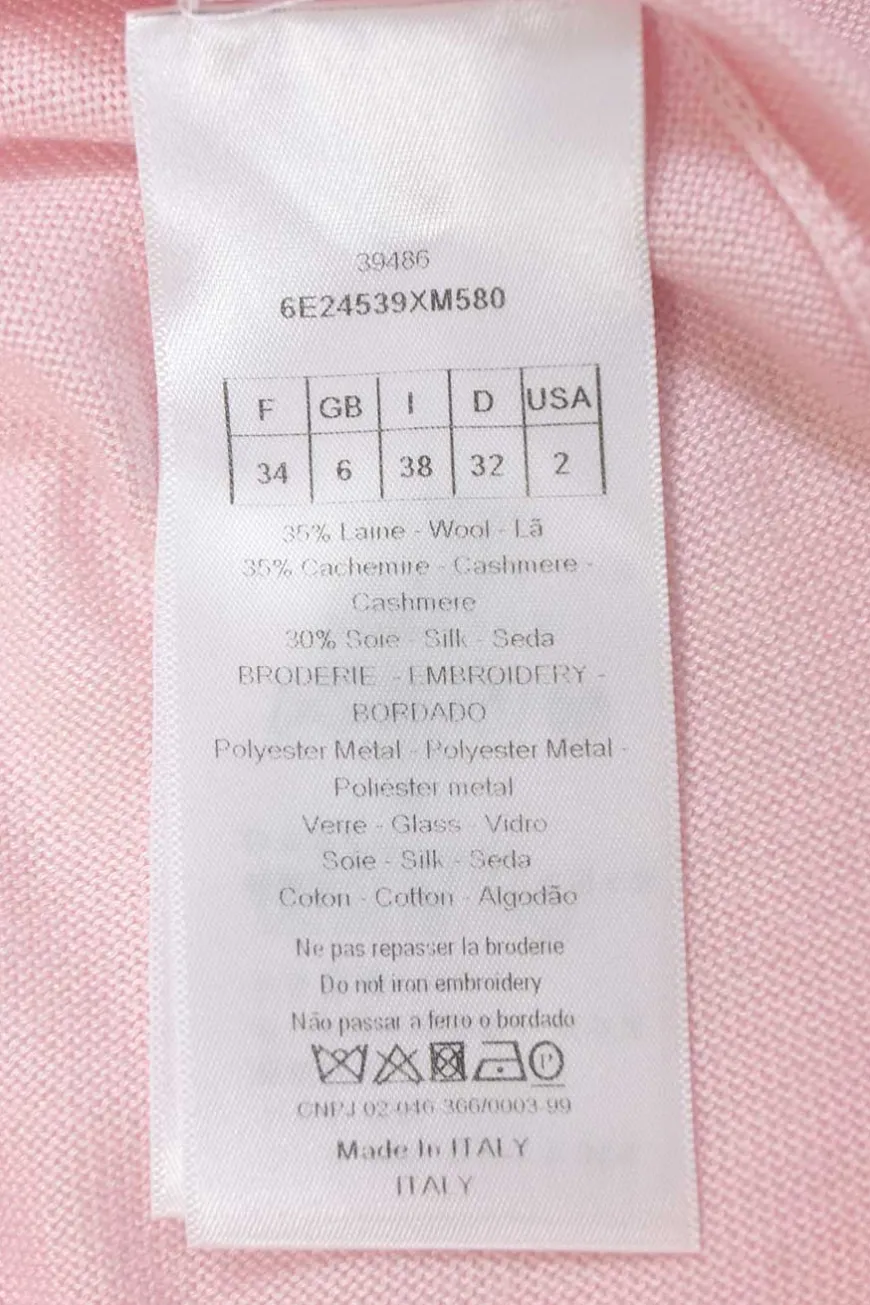 39486
6E24539XM580
F GB I D USA
34 6 38 32 2
35% Laine - Wool - Lã
35% Cachemire - Cashmere -
Cashmere
30% Soie - Silk - Seda
BRODERIE - EMBROIDERY -
BORDADO
Polyester Metal - Polyester Metal -
Poliéster metal
Verre - Glass - Vidro
Soie - Silk - Seda
Coton - Cotton - Algodão
Ne pas repasser la broderie
Do not iron embroidery
Não passar a ferro o bordado
P
CNPJ 02 046 366/0003-99
Made In ITALY
ITALY